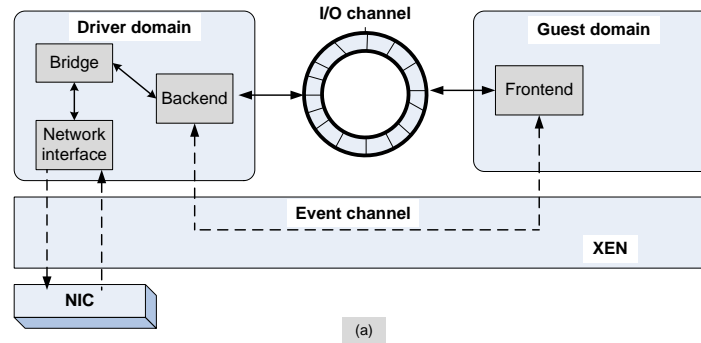 I/O channel
Driver domain
Guest domain
Bridge
Backend
Frontend
Network
interface
Event channel
XEN
NIC
(a)